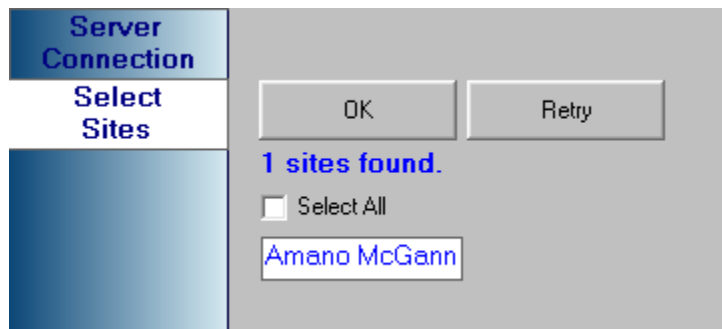 Server
Connection
Select
Sites
OK
Retry
1 sites found.
Select All
Amano McGann